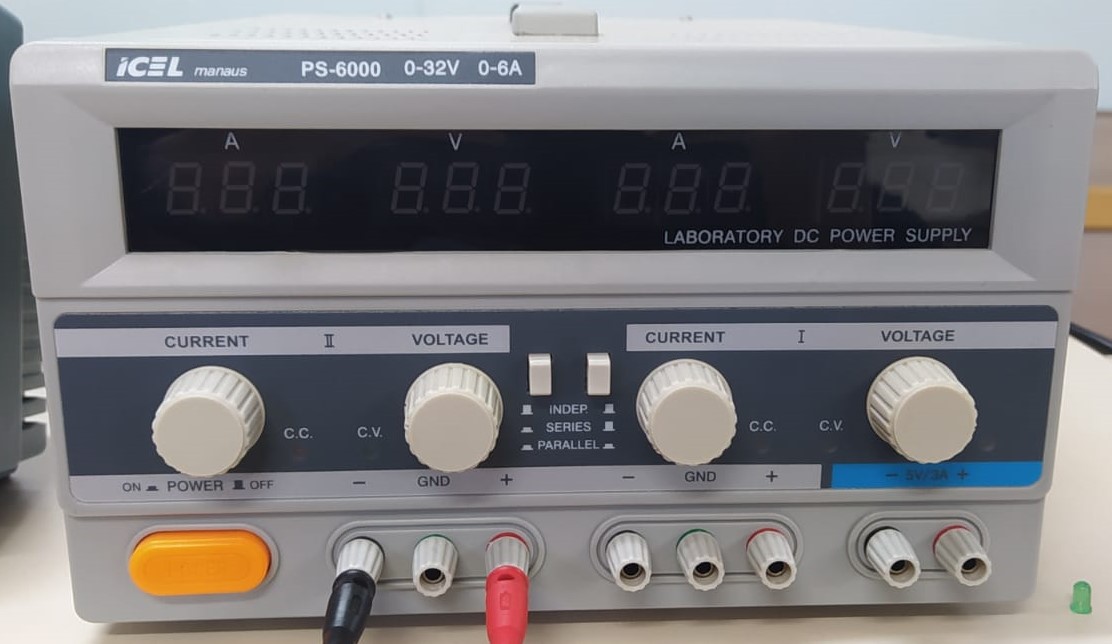 ICEL manaus PS-6000 0-32V 0-6A
A V A V
LABORATORY DC POWER SUPPLY
CURRENT II VOLTAGE CURRENT I VOLTAGE
INDEP.
C.C. C.V. SERIES C.C. C.V.
PARALLEL
ON POWER OFF - GND + - GND + - 5V/3A +